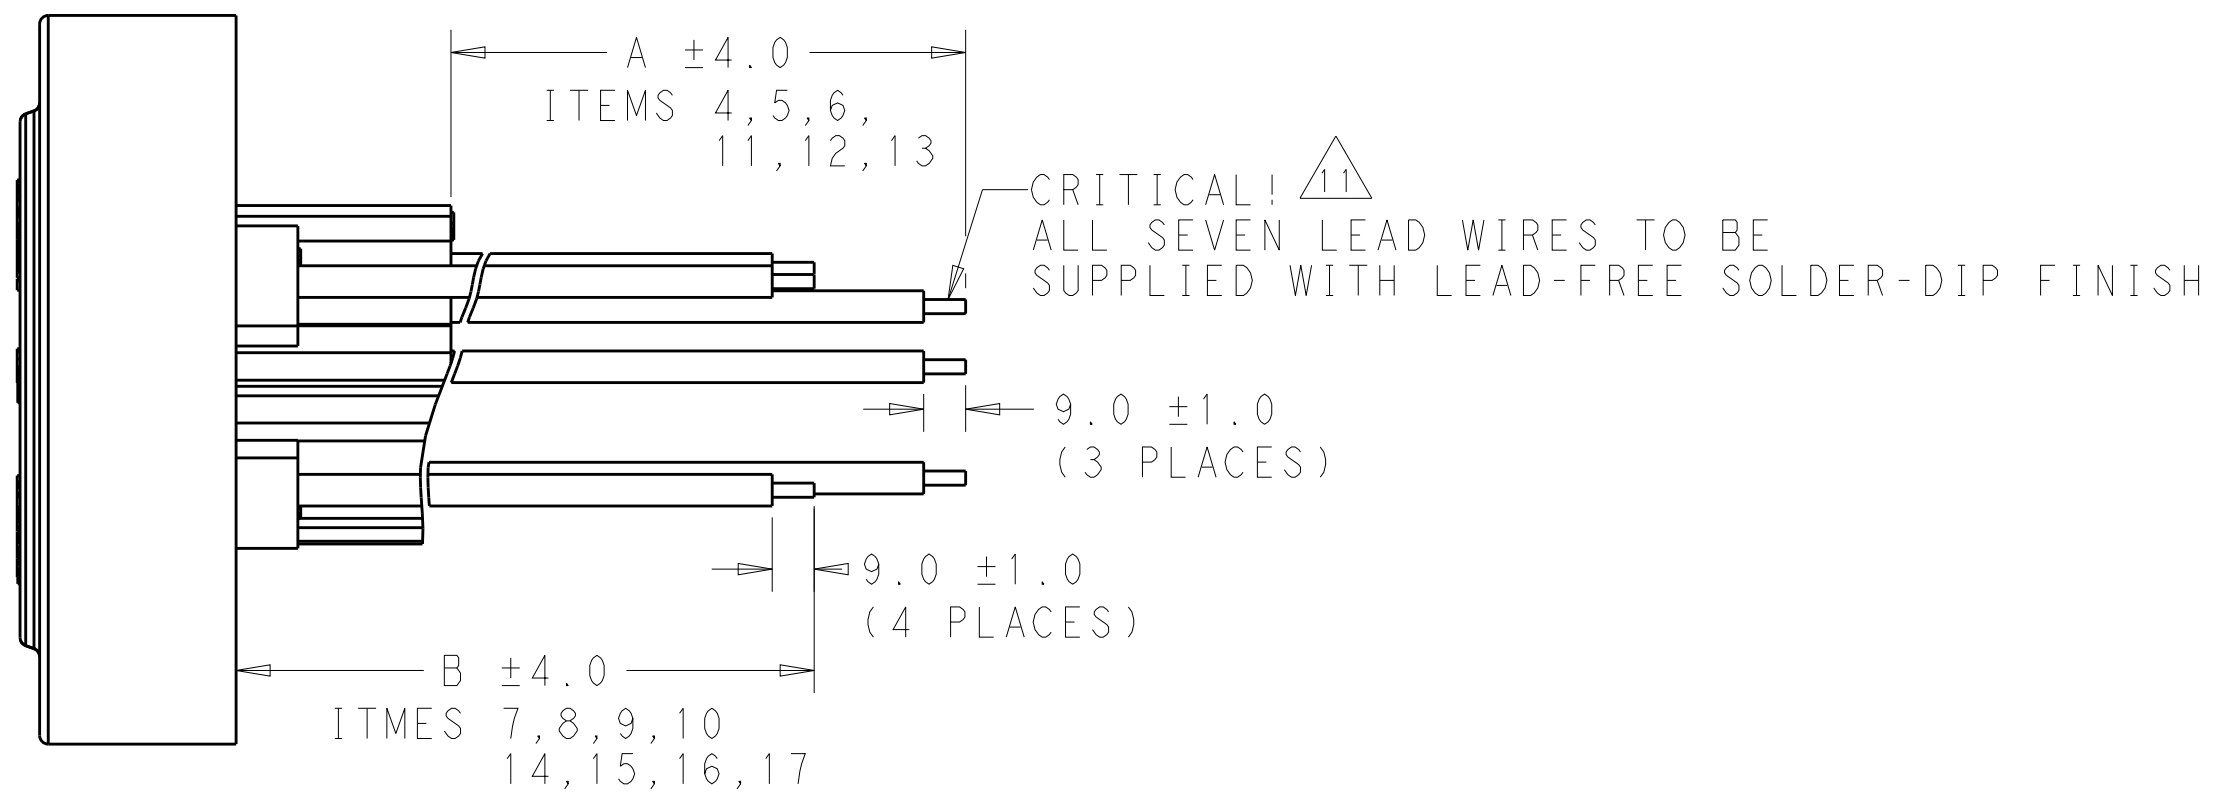 A ±4.0
ITEMS 4,5,6,
11,12,13
CRITICAL! 11
ALL SEVEN LEAD WIRES TO BE
SUPPLIED WITH LEAD-FREE SOLDER-DIP FINISH
9.0 ±1.0
(3 PLACES)
9.0 ±1.0
(4 PLACES)
B ±4.0
ITMES 7,8,9,10
14,15,16,17